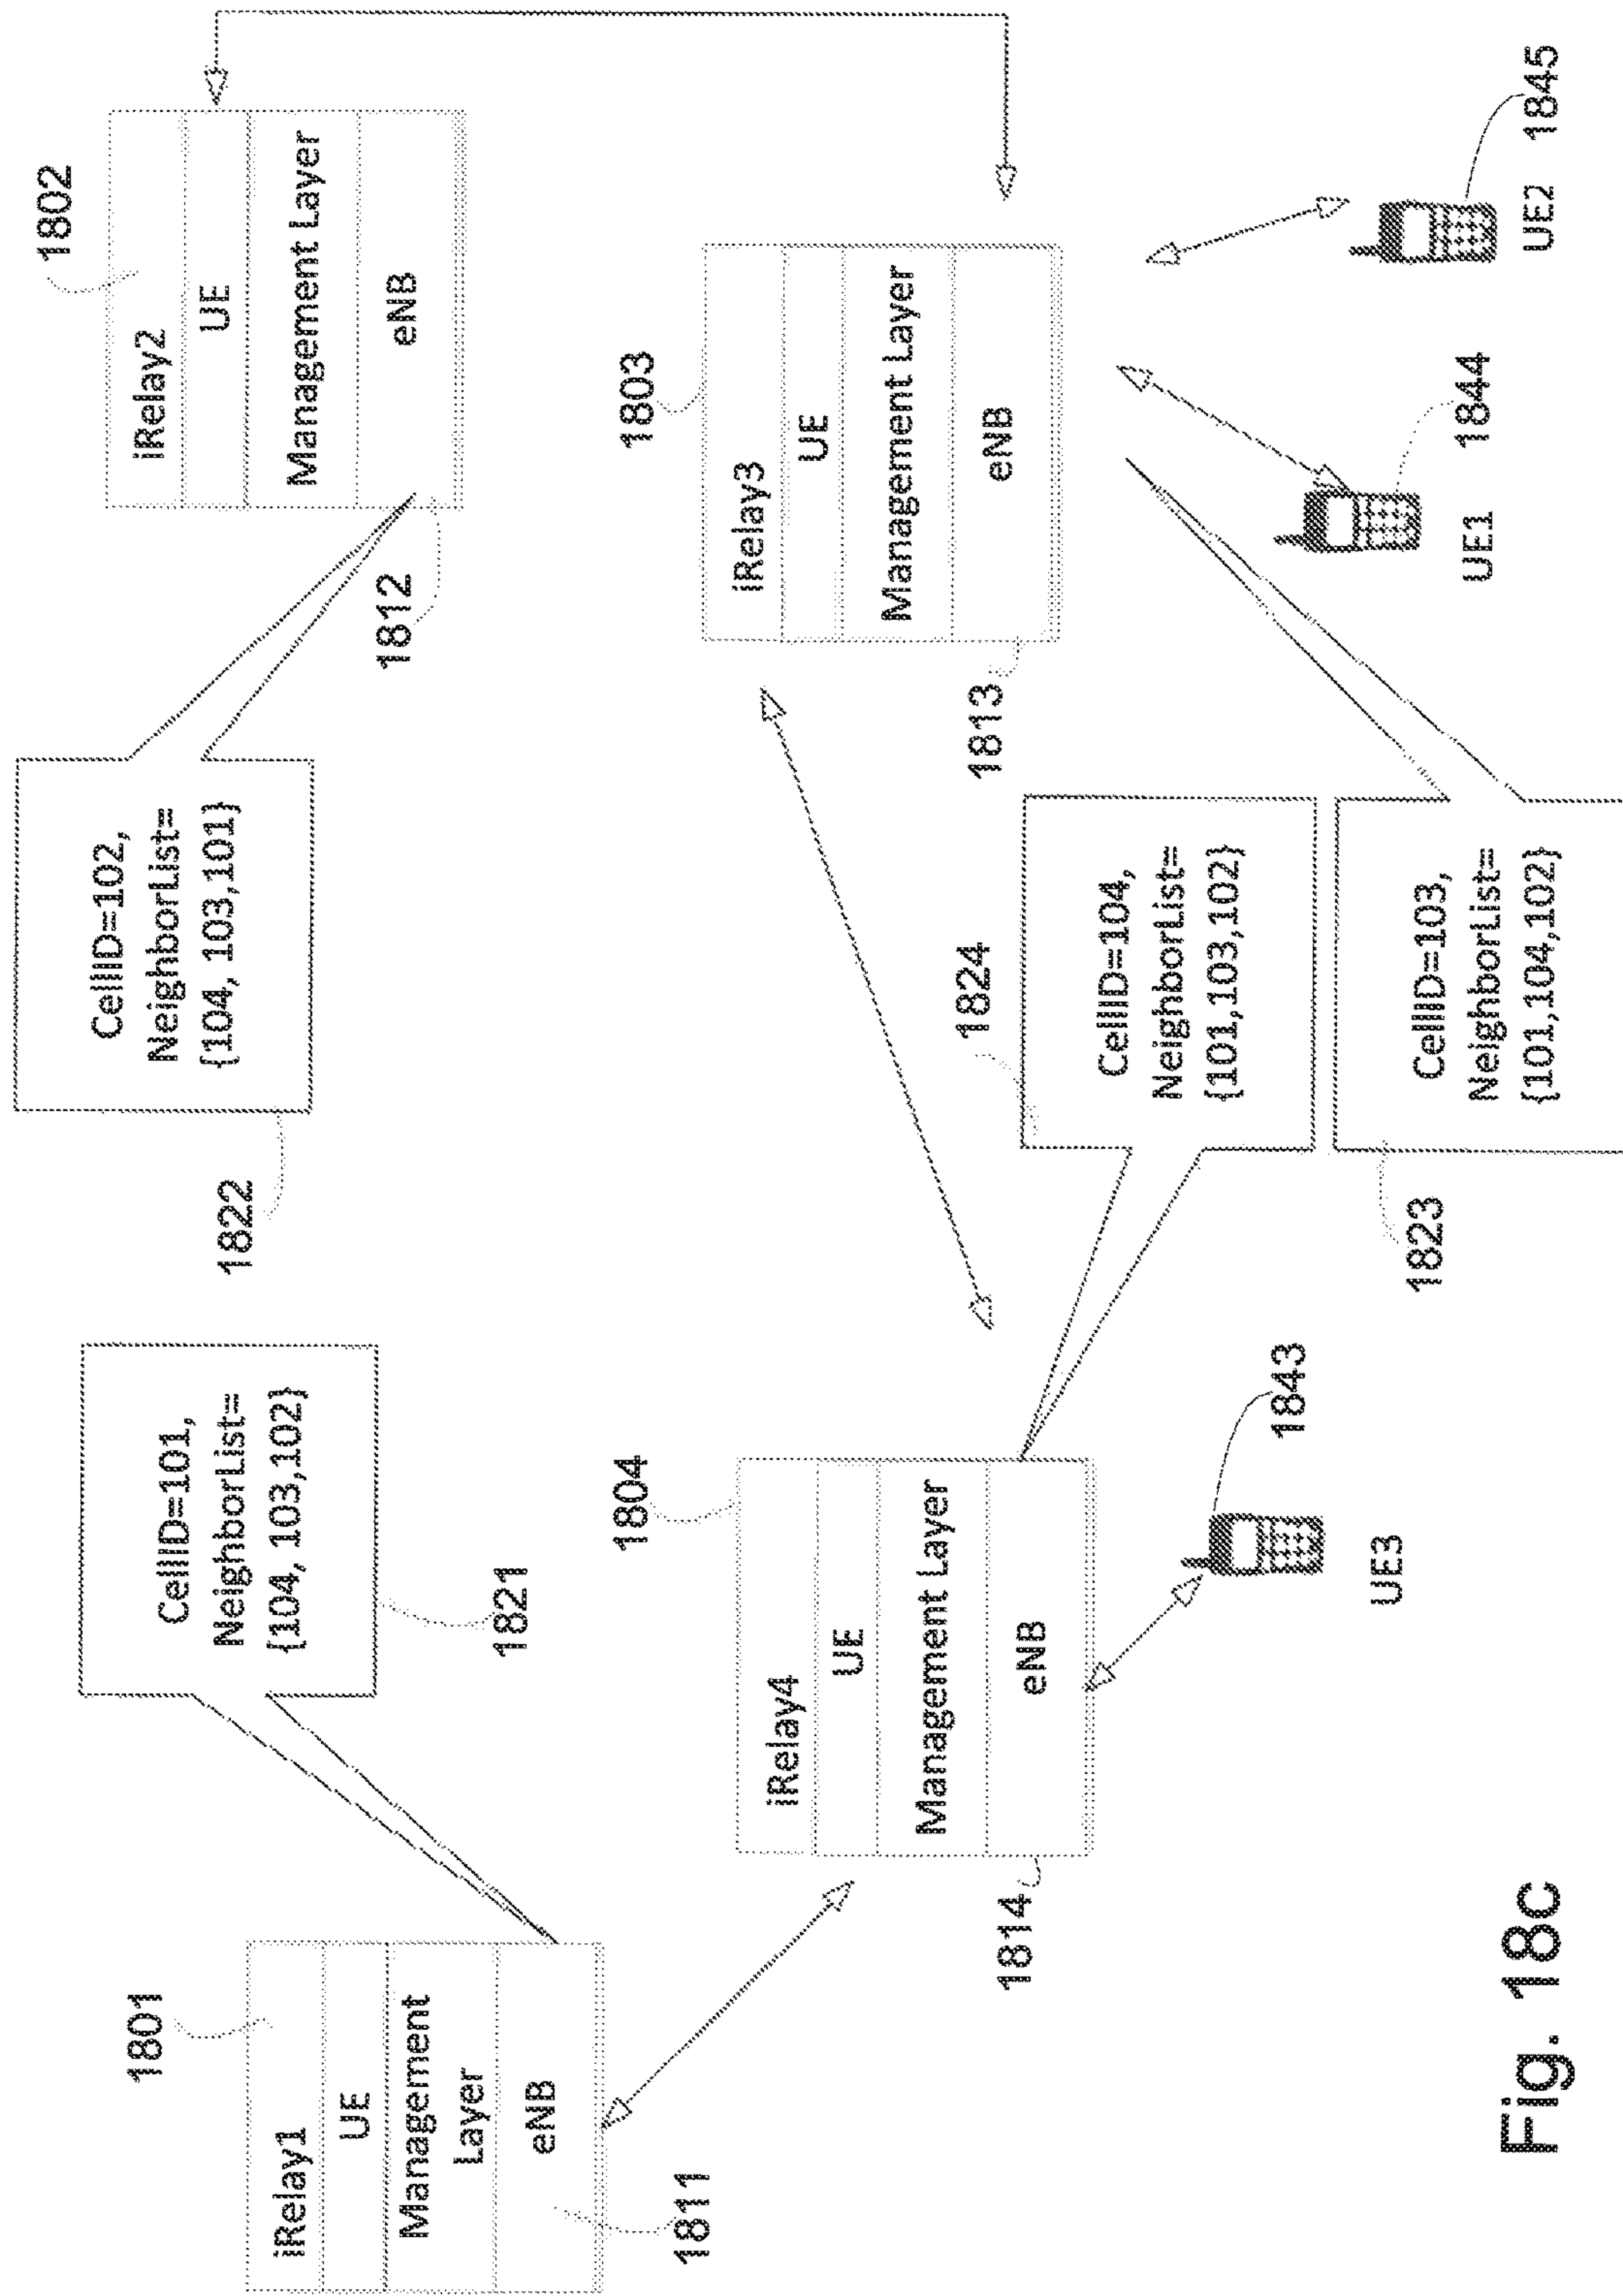 1801
iRelay1
UE
Management
Layer
eNB
1811
CellID=101,
NeighborList=
{104, 103,102}
1821
CellID=102,
NeighborList=
{104, 103,101}
1822
1802
iRelay2
UE
Management Layer
eNB
1812
1804
iRelay4
UE
Management Layer
eNB
1814
1803
iRelay3
UE
Management Layer
eNB
1813
1824
CellID=104,
NeighborList=
{101,103,102}
CellID=103,
NeighborList=
{101,104,102}
1823
1843
UE3
1844
UE1
1845
UE2
Fig. 18c